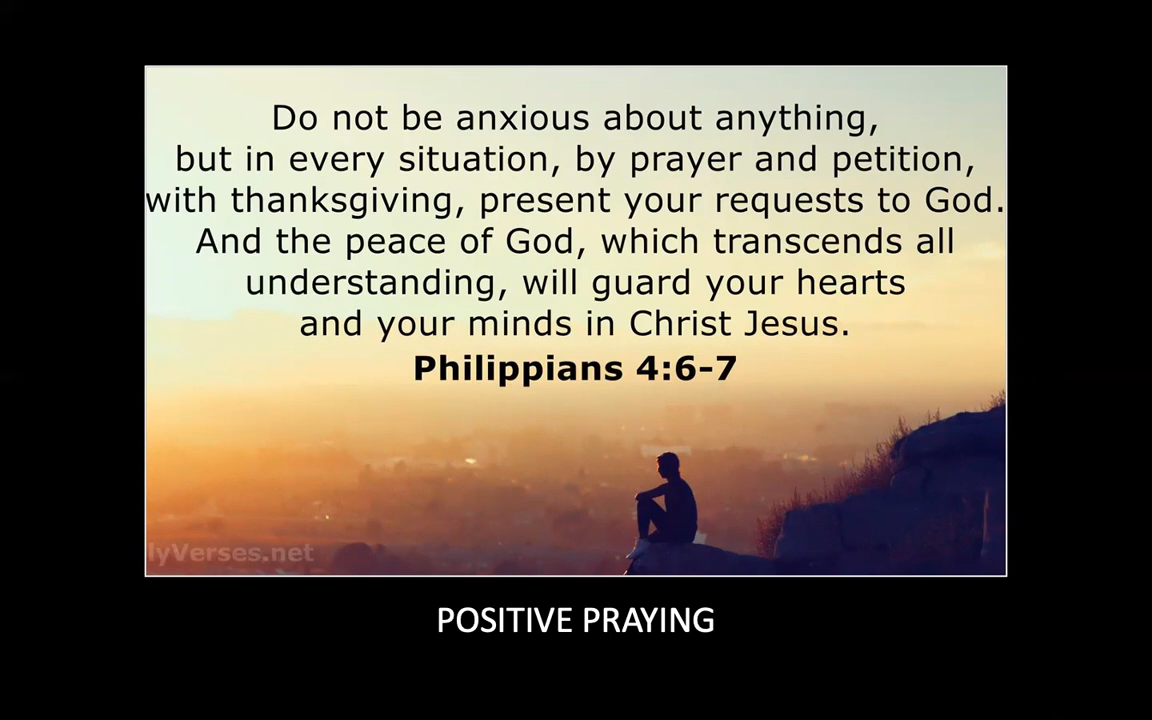 Do not be anxious about anything,
but in every situation, by prayer and petition,
with thanksgiving, present your requests to God.
And the peace of God, which transcends all
understanding, will guard your hearts
and your minds in Christ Jesus.
Philippians 4:6-7
lyVerses.net
POSITIVE PRAYING